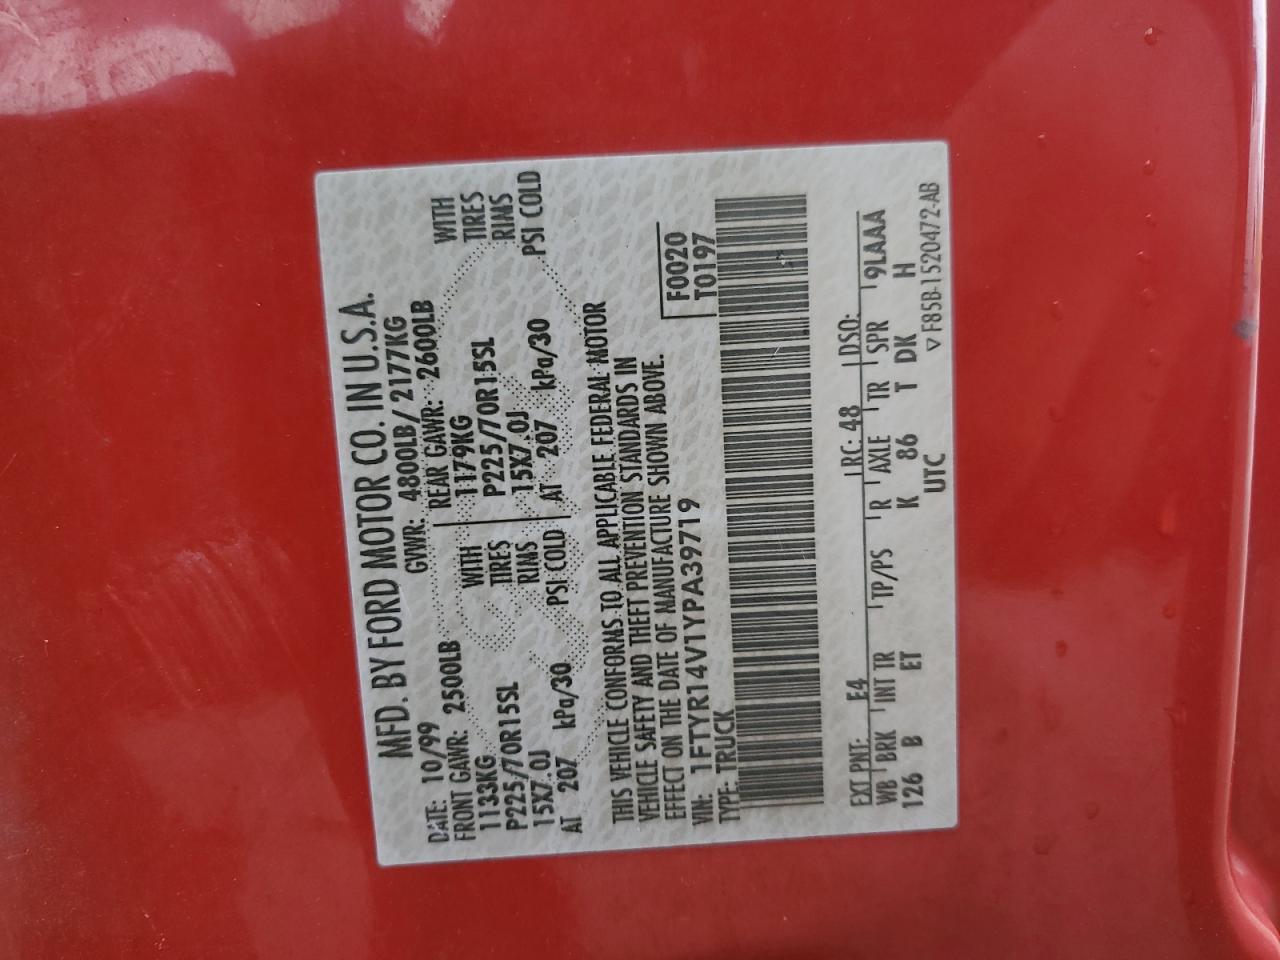 MFD. BY FORD MOTOR CO. IN U.S.A.
DATE: 10/99 GVWR: 4800LB/ 2177KG
FRONT GAWR: 2500LB REAR GAWR: 2600LB
1133KG WITH 1179KG WITH
P225/70R15SL TIRES P225/70R15SL TIRES
15X7.0J RIMS 15X7.0J RIMS
AT 207 kPa/30 PSI COLD AT 207 kPa/30 PSI COLD
THIS VEHICLE CONFORMS TO ALL APPLICABLE FEDERAL MOTOR
VEHICLE SAFETY AND THEFT PREVENTION STANDARDS IN
EFFECT ON THE DATE OF MANUFACTURE SHOWN ABOVE.
VIN: 1FTYR14V1YPA39719 F0020
TYPE: TRUCK T0197
EXT PNT: E4 RC: 48 DSO:
WB BRK INT TR TP/PS R AXLE TR SPR 9LAAA
126 B ET K 86 T DK H
UTC ▽ F85B-1520472-AB